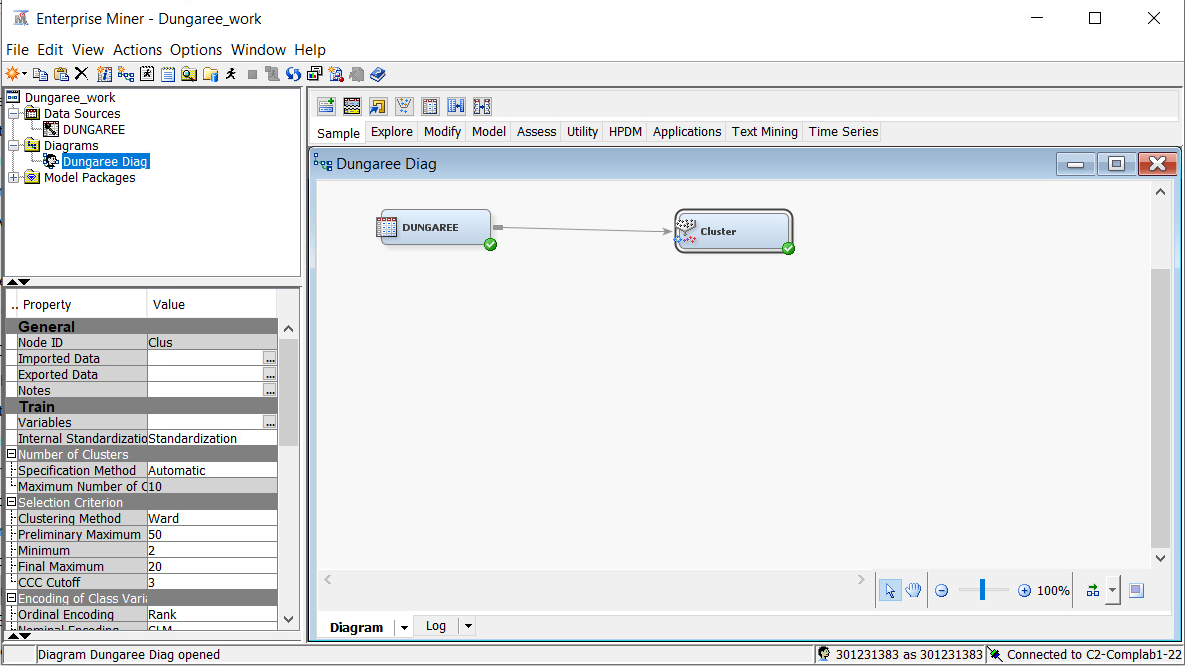 Enterprise Miner - Dungaree_work
File Edit View Actions Options Window Help
Dungaree_work
Data Sources
DUNGAREE
Diagrams
Dungaree Diag
Model Packages
.. Property Value
General
Node ID Clus
Imported Data ...
Exported Data ...
Notes ...
Train
Variables ...
Internal Standardizatio Standardization
Number of Clusters
Specification Method Automatic
Maximum Number of C 10
Selection Criterion
Clustering Method Ward
Preliminary Maximum 50
Minimum 2
Final Maximum 20
CCC Cutoff 3
Encoding of Class Varia
Ordinal Encoding Rank
Nominal Encoding GLM
Sample Explore Modify Model Assess Utility HPDM Applications Text Mining Time Series
Dungaree Diag
DUNGAREE
Cluster
100%
Diagram Log
Diagram Dungaree Diag opened
301231383 as 301231383
Connected to C2-Complab1-22